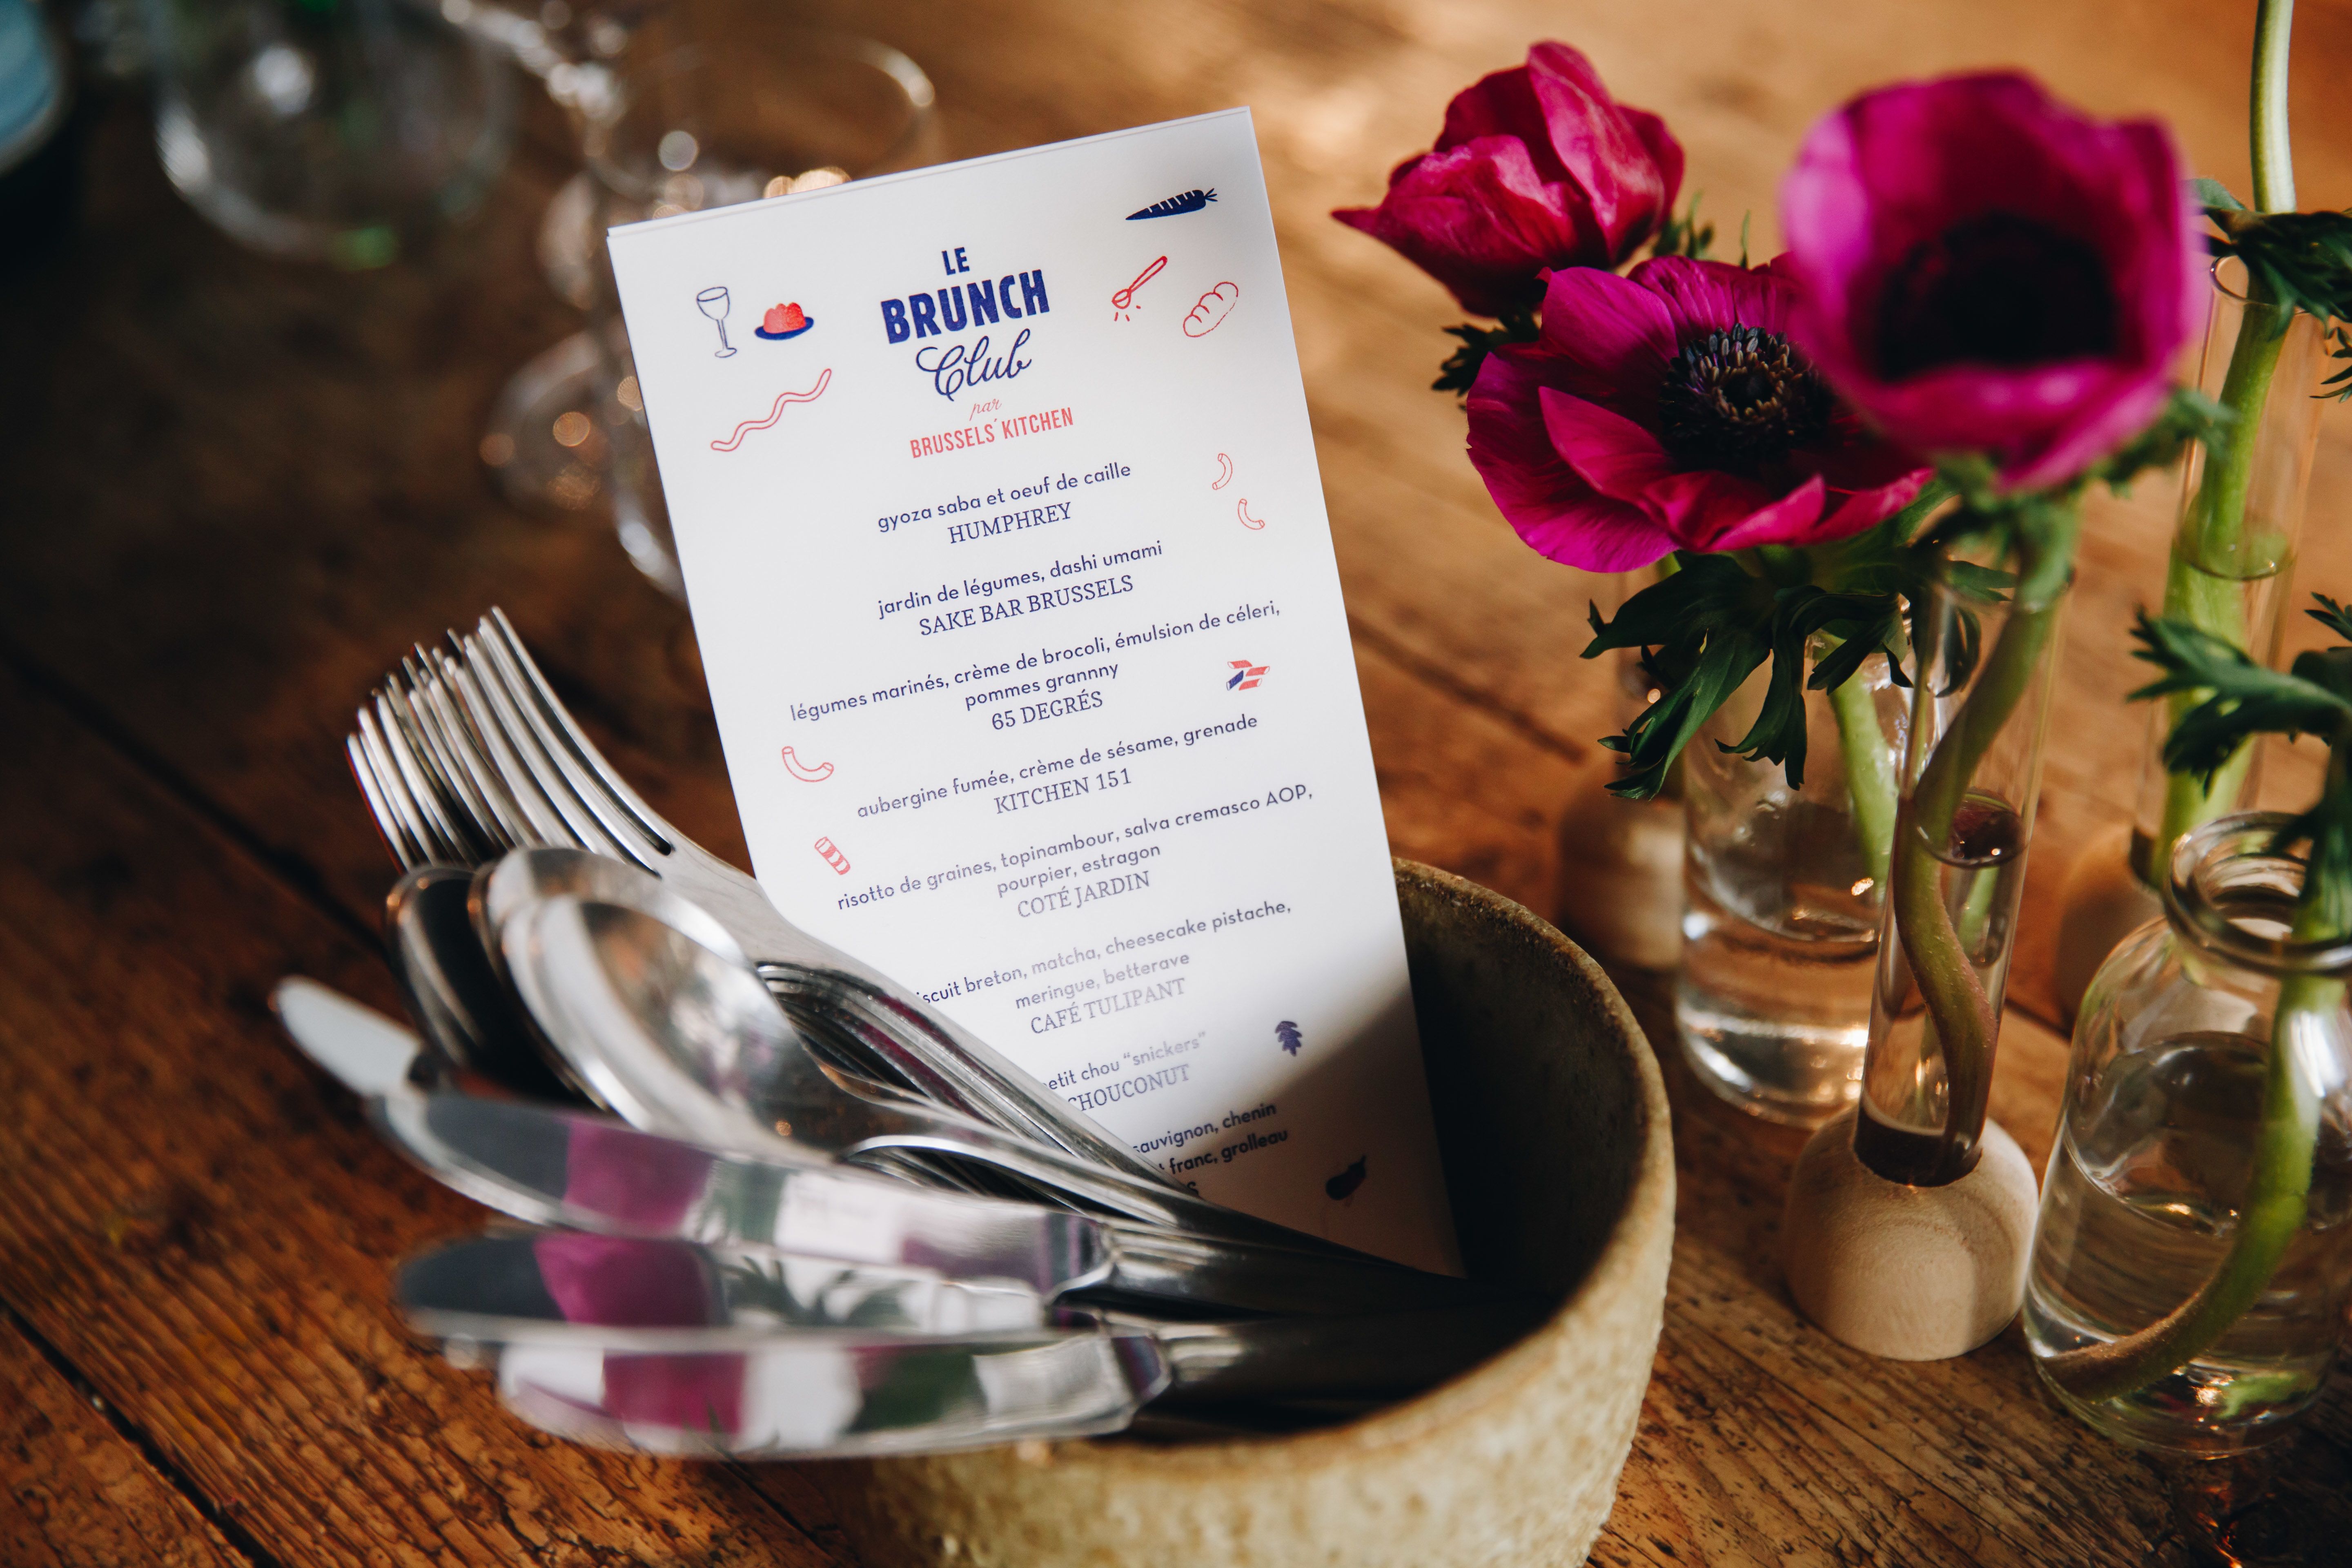 LE
BRUNCH
Club
par
BRUSSELS' KITCHEN
gyoza saba et oeuf de caille
HUMPHREY
jardin de légumes, dashi umami
SAKE BAR BRUSSELS
légumes marinés, crème de brocoli, émulsion de céleri,
pommes grannny
65 DEGRÉS
aubergine fumée, crème de sésame, grenade
KITCHEN 151
risotto de graines, topinambour, salva cremasco AOP,
pourpier, estragon
COTÉ JARDIN
iscuit breton, matcha, cheesecake pistache,
meringue, betterave
CAFÉ TULIPANT
etit chou "snickers"
CHOUCONUT
sauvignon, chenin
franc, grolleau